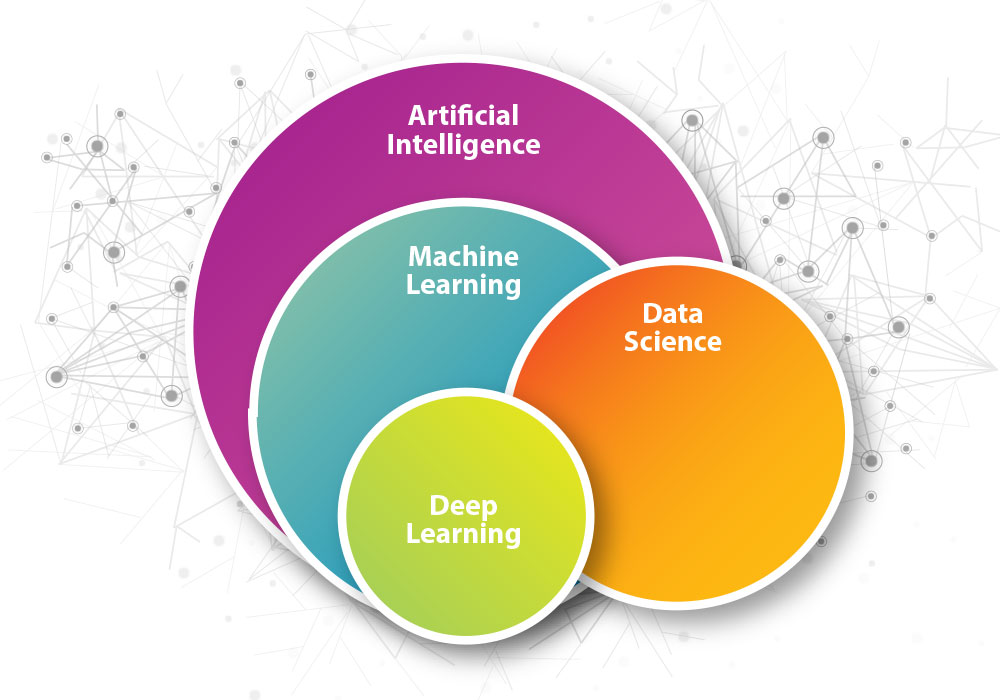 Artificial
Intelligence
Machine
Learning
Data
Science
Deep
Learning